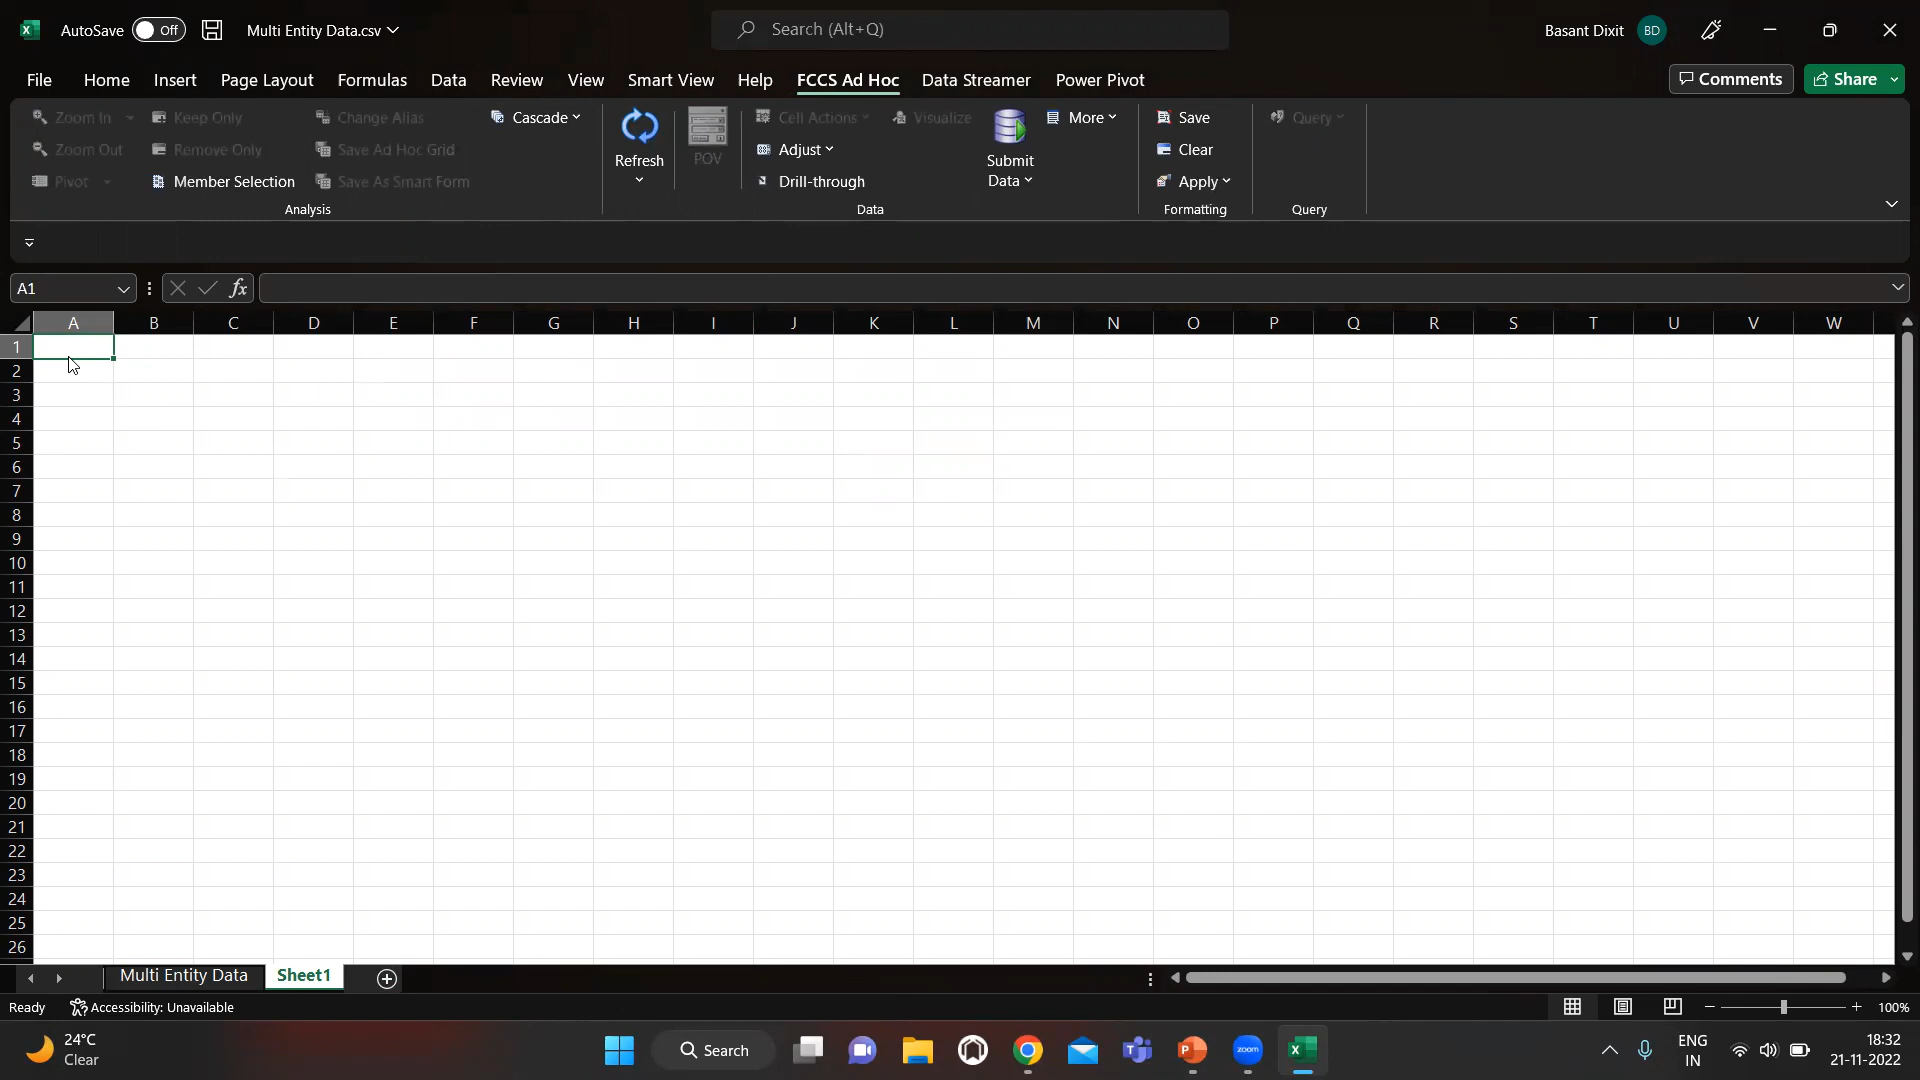 AutoSave Off Multi Entity Data.csv Search (Alt+Q) Basant Dixit BD
File Home Insert Page Layout Formulas Data Review View Smart View Help FCCS Ad Hoc Data Streamer Power Pivot Comments Share
Zoom In Keep Only Change Alias Cascade
Zoom Out Remove Only Save Ad Hoc Grid
Pivot Member Selection Save As Smart Form
Analysis
Refresh
POV
Cell Actions Visualize
Adjust
Drill-through
Submit
Data
More
Data
Save
Clear
Apply
Formatting
Query
Query
A1 fx
A B C D E F G H I J K L M N O P Q R S T U V W
1
2
3
4
5
6
7
8
9
10
11
12
13
14
15
16
17
18
19
20
21
22
23
24
25
26
Multi Entity Data Sheet1
Ready Accessibility: Unavailable 100%
24°C
Clear
Search
zoom
ENG
IN
18:32
21-11-2022